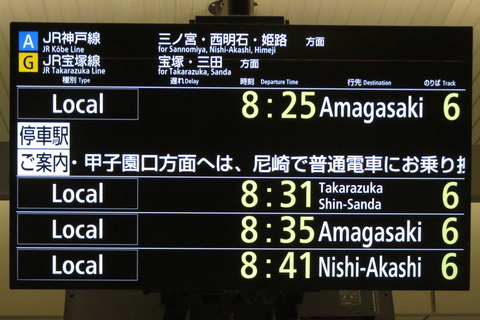 A JR神戸線 三ノ宮・西明石・姫路 方面
JR Kōbe Line for Sannomiya, Nishi-Akashi, Himeji
G JR宝塚線 宝塚・三田 方面
JR Takarazuka Line for Takarazuka, Sanda
種別 Type 遅れ Delay 時刻 Departure Time 行先 Destination のりば Track
Local 8:25 Amagasaki 6
停車駅
ご案内 ・甲子園口方面へは、尼崎で普通電車にお乗り換
Local 8:31 Takarazuka Shin-Sanda 6
Local 8:35 Amagasaki 6
Local 8:41 Nishi-Akashi 6